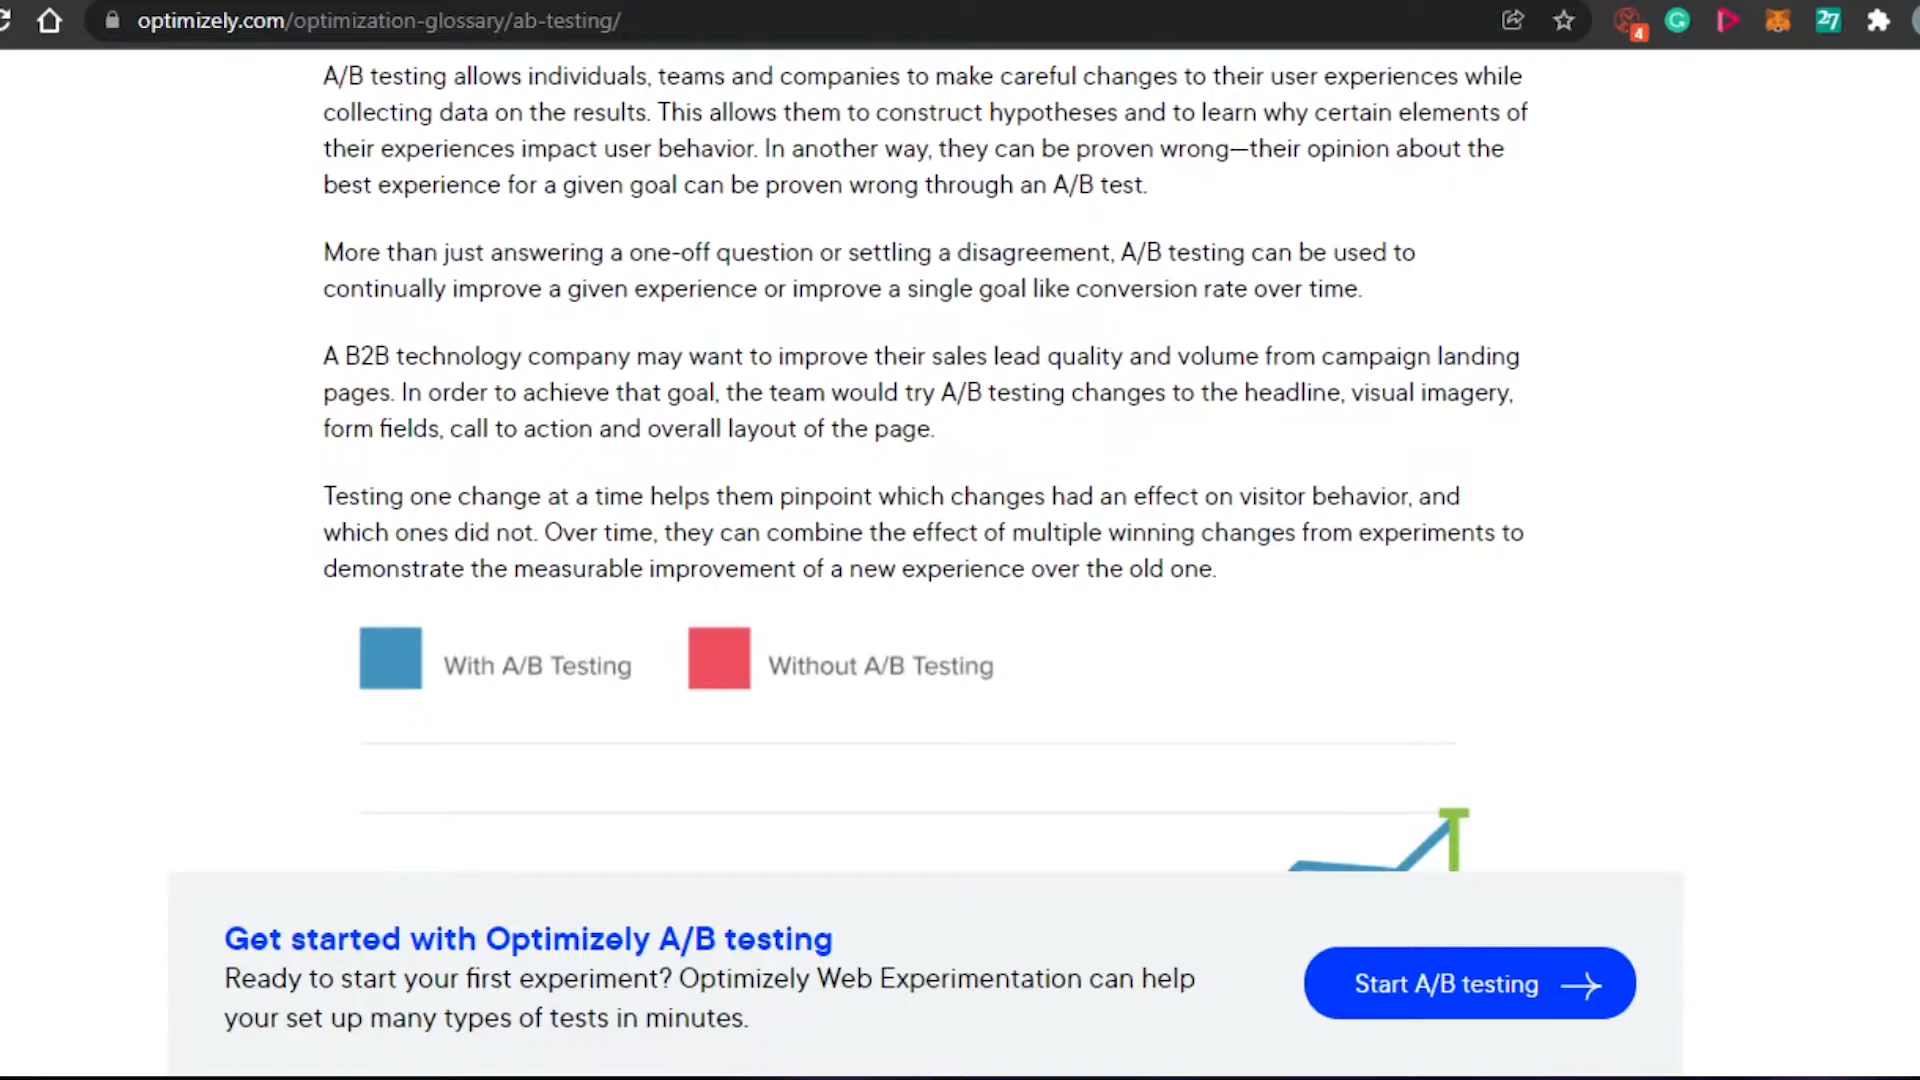 optimizely.com/optimization-glossary/ab-testing/
4
G
27
A/B testing allows individuals, teams and companies to make careful changes to their user experiences while
collecting data on the results. This allows them to construct hypotheses and to learn why certain elements of
their experiences impact user behavior. In another way, they can be proven wrong—their opinion about the
best experience for a given goal can be proven wrong through an A/B test.
More than just answering a one-off question or settling a disagreement, A/B testing can be used to
continually improve a given experience or improve a single goal like conversion rate over time.
A B2B technology company may want to improve their sales lead quality and volume from campaign landing
pages. In order to achieve that goal, the team would try A/B testing changes to the headline, visual imagery,
form fields, call to action and overall layout of the page.
Testing one change at a time helps them pinpoint which changes had an effect on visitor behavior, and
which ones did not. Over time, they can combine the effect of multiple winning changes from experiments to
demonstrate the measurable improvement of a new experience over the old one.
With A/B Testing
Without A/B Testing
Get started with Optimizely A/B testing
Ready to start your first experiment? Optimizely Web Experimentation can help
your set up many types of tests in minutes.
Start A/B testing